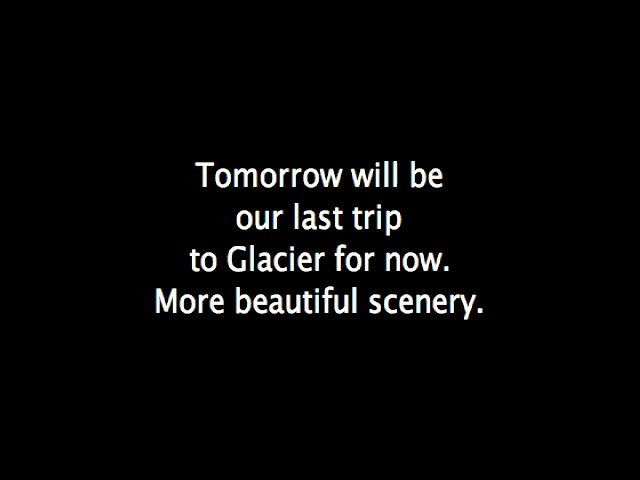 Tomorrow will be
our last trip
to Glacier for now.
More beautiful scenery.